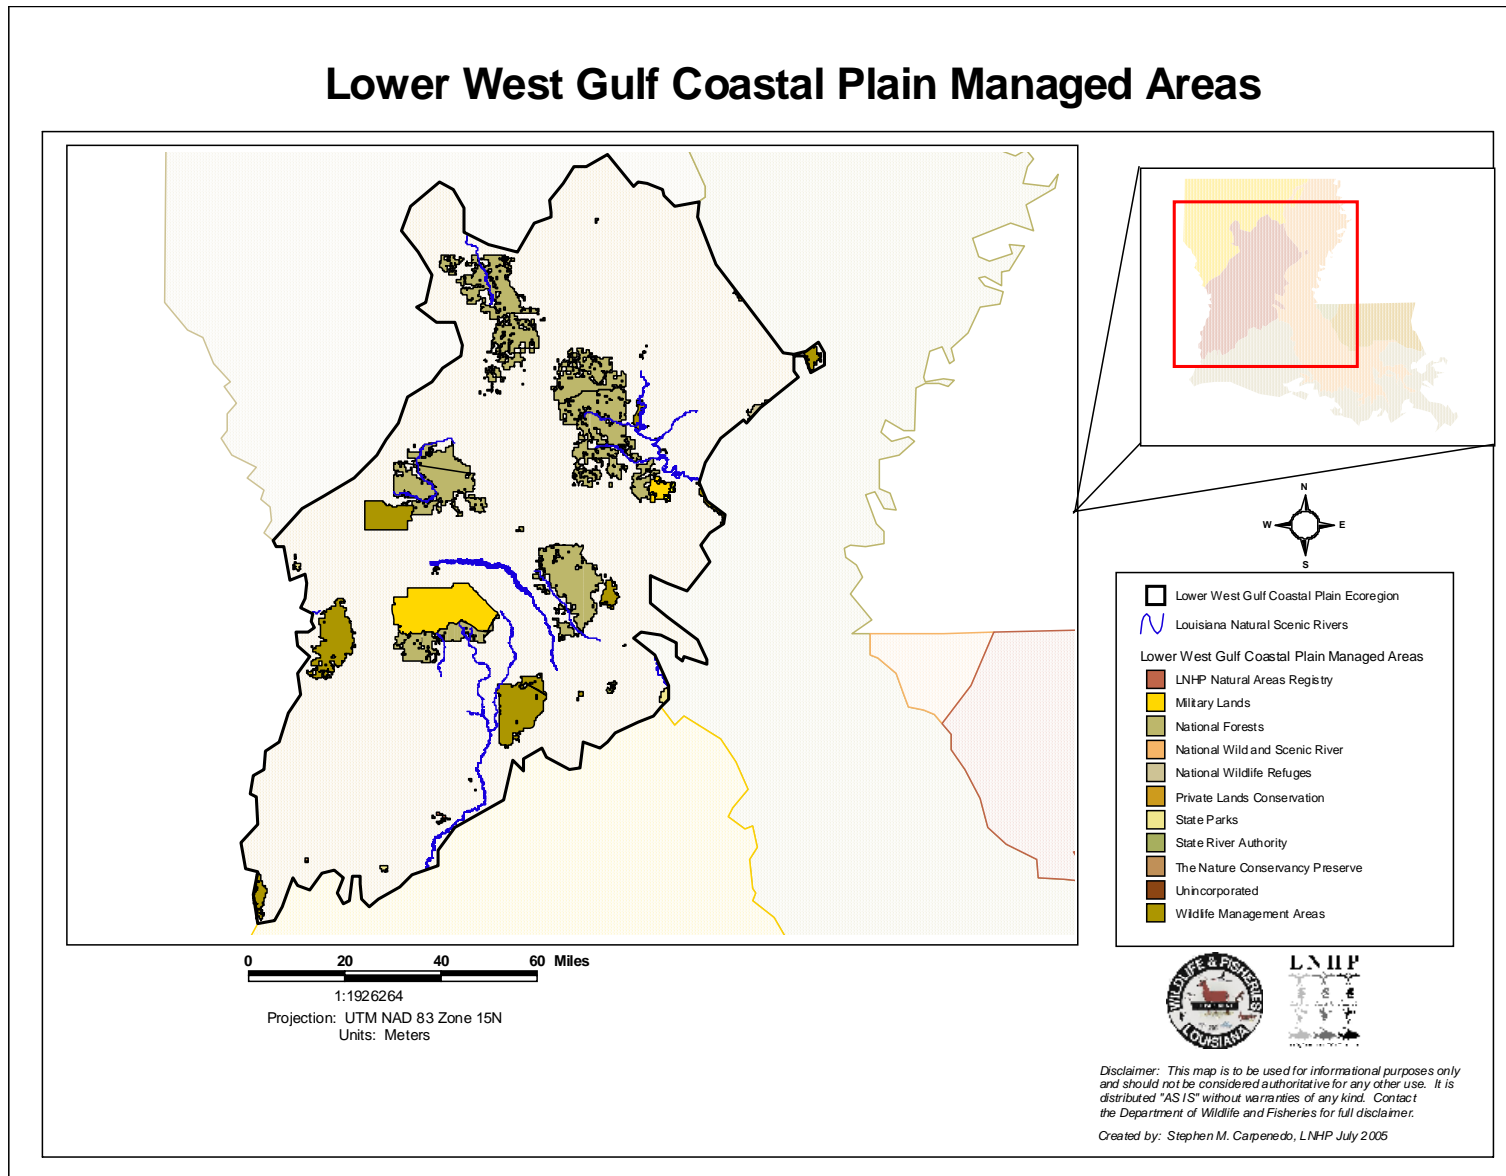 Lower West Gulf Coastal Plain Managed Areas
N
W
E
S
Lower West Gulf Coastal Plain Ecoregion
Louisiana Natural Scenic Rivers
Lower West Gulf Coastal Plain Managed Areas
LNHP Natural Areas Registry
Military Lands
National Forests
National Wild and Scenic River
National Wildlife Refuges
Private Lands Conservation
State Parks
State River Authority
The Nature Conservancy Preserve
Unincorporated
Wildlife Management Areas
0 20 40 60 Miles
1:1926264
Projection: UTM NAD 83 Zone 15N
Units: Meters
WILDLIFE & FISHERIES
LOUISIANA
LNHP
Disclaimer: This map is to be used for informational purposes only
and should not be considered authoritative for any other use. It is
distributed "AS IS" without warranties of any kind. Contact
the Department of Wildlife and Fisheries for full disclaimer.
Created by: Stephen M. Carpenedo, LNHP July 2005